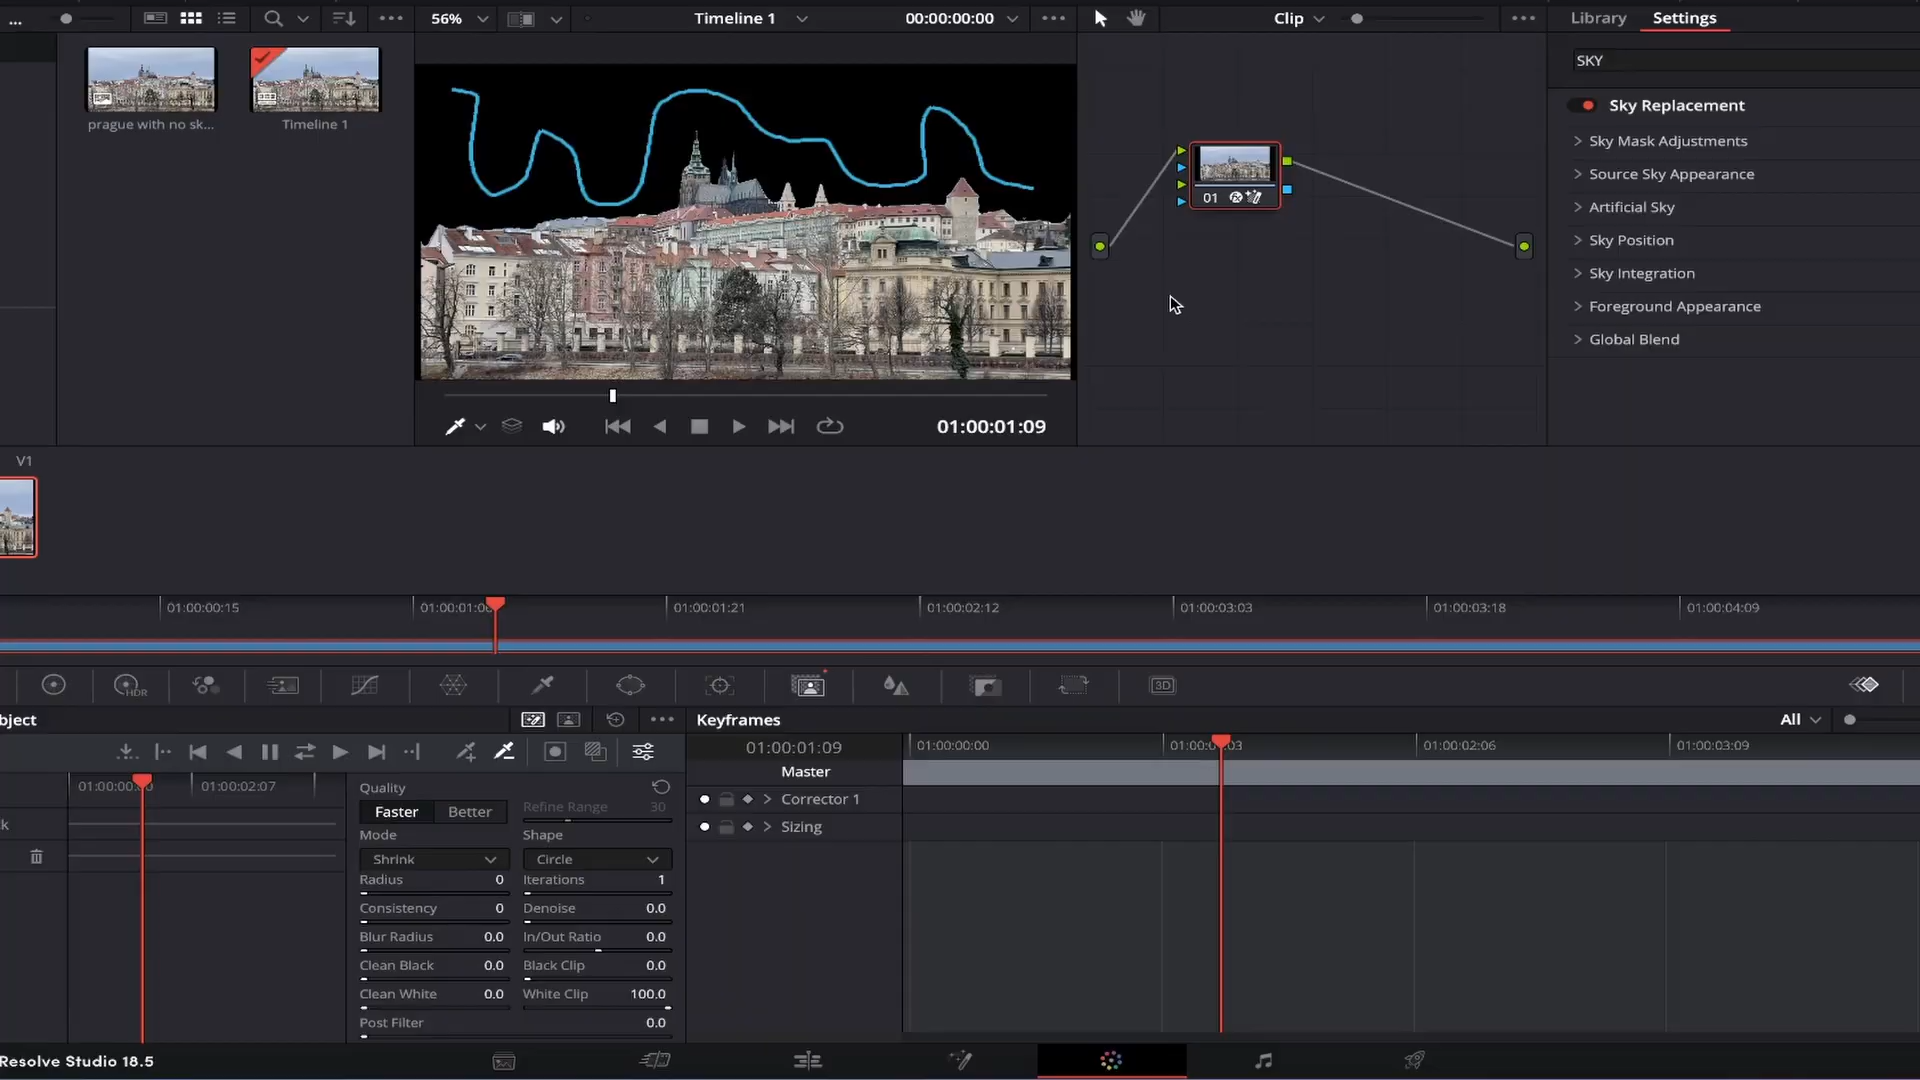 ...
56%
Timeline 1
00:00:00:00
Clip
Library
Settings
prague with no sk...
Timeline 1
SKY
Sky Replacement
Sky Mask Adjustments
Source Sky Appearance
Artificial Sky
Sky Position
Sky Integration
Foreground Appearance
Global Blend
01
01:00:01:09
V1
01:00:00:15
01:00:01:0
01:00:01:21
01:00:02:12
01:00:03:03
01:00:03:18
01:00:04:09
HDR
3D
bject
Keyframes
All
01:00:01:09
01:00:00:00
01:00:0
:03
01:00:02:06
01:00:03:09
Master
Corrector 1
Sizing
01:00:00:0
01:00:02:07
k
Quality
Faster
Better
Refine Range
30
Mode
Shape
Shrink
Circle
Radius
0
Iterations
1
Consistency
0
Denoise
0.0
Blur Radius
0.0
In/Out Ratio
0.0
Clean Black
0.0
Black Clip
0.0
Clean White
0.0
White Clip
100.0
Post Filter
0.0
Resolve Studio 18.5